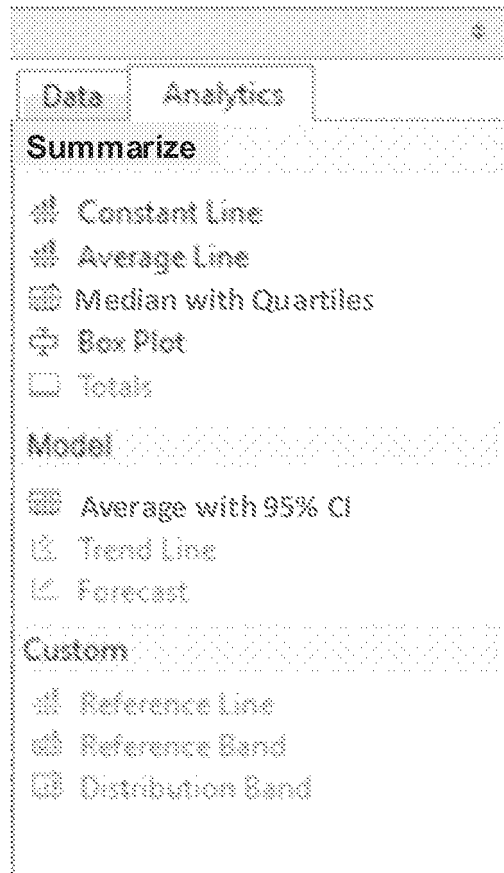 Data Analytics
Summarize
Constant Line
Average Line
Median with Quartiles
Box Plot
Totals
Model
Average with 95% CI
Trend Line
Forecast
Custom
Reference Line
Reference Band
Distribution Band